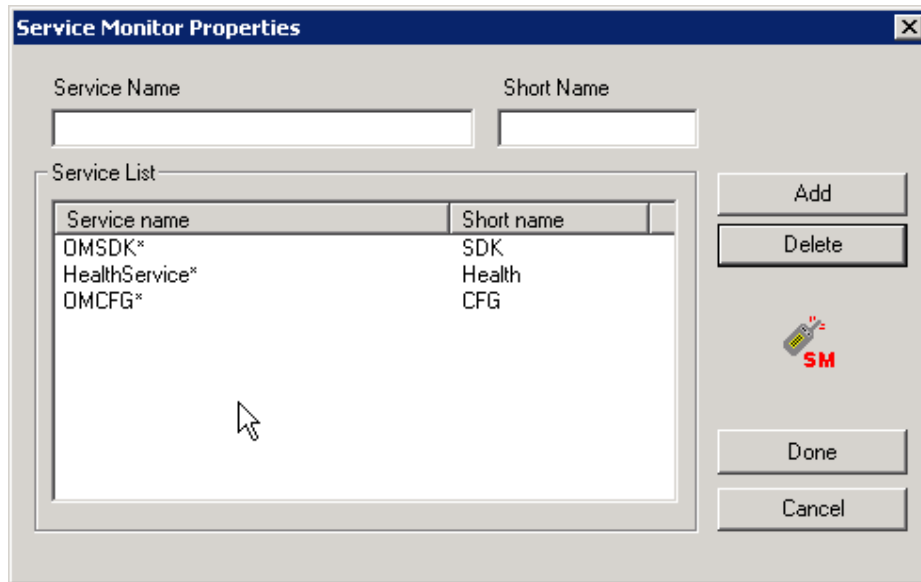 Service Monitor Properties
Service Name Short Name
Service List
Service name Short name
OMSDK* SDK
HealthService* Health
OMCFG* CFG
Add
Delete
SM
Done
Cancel